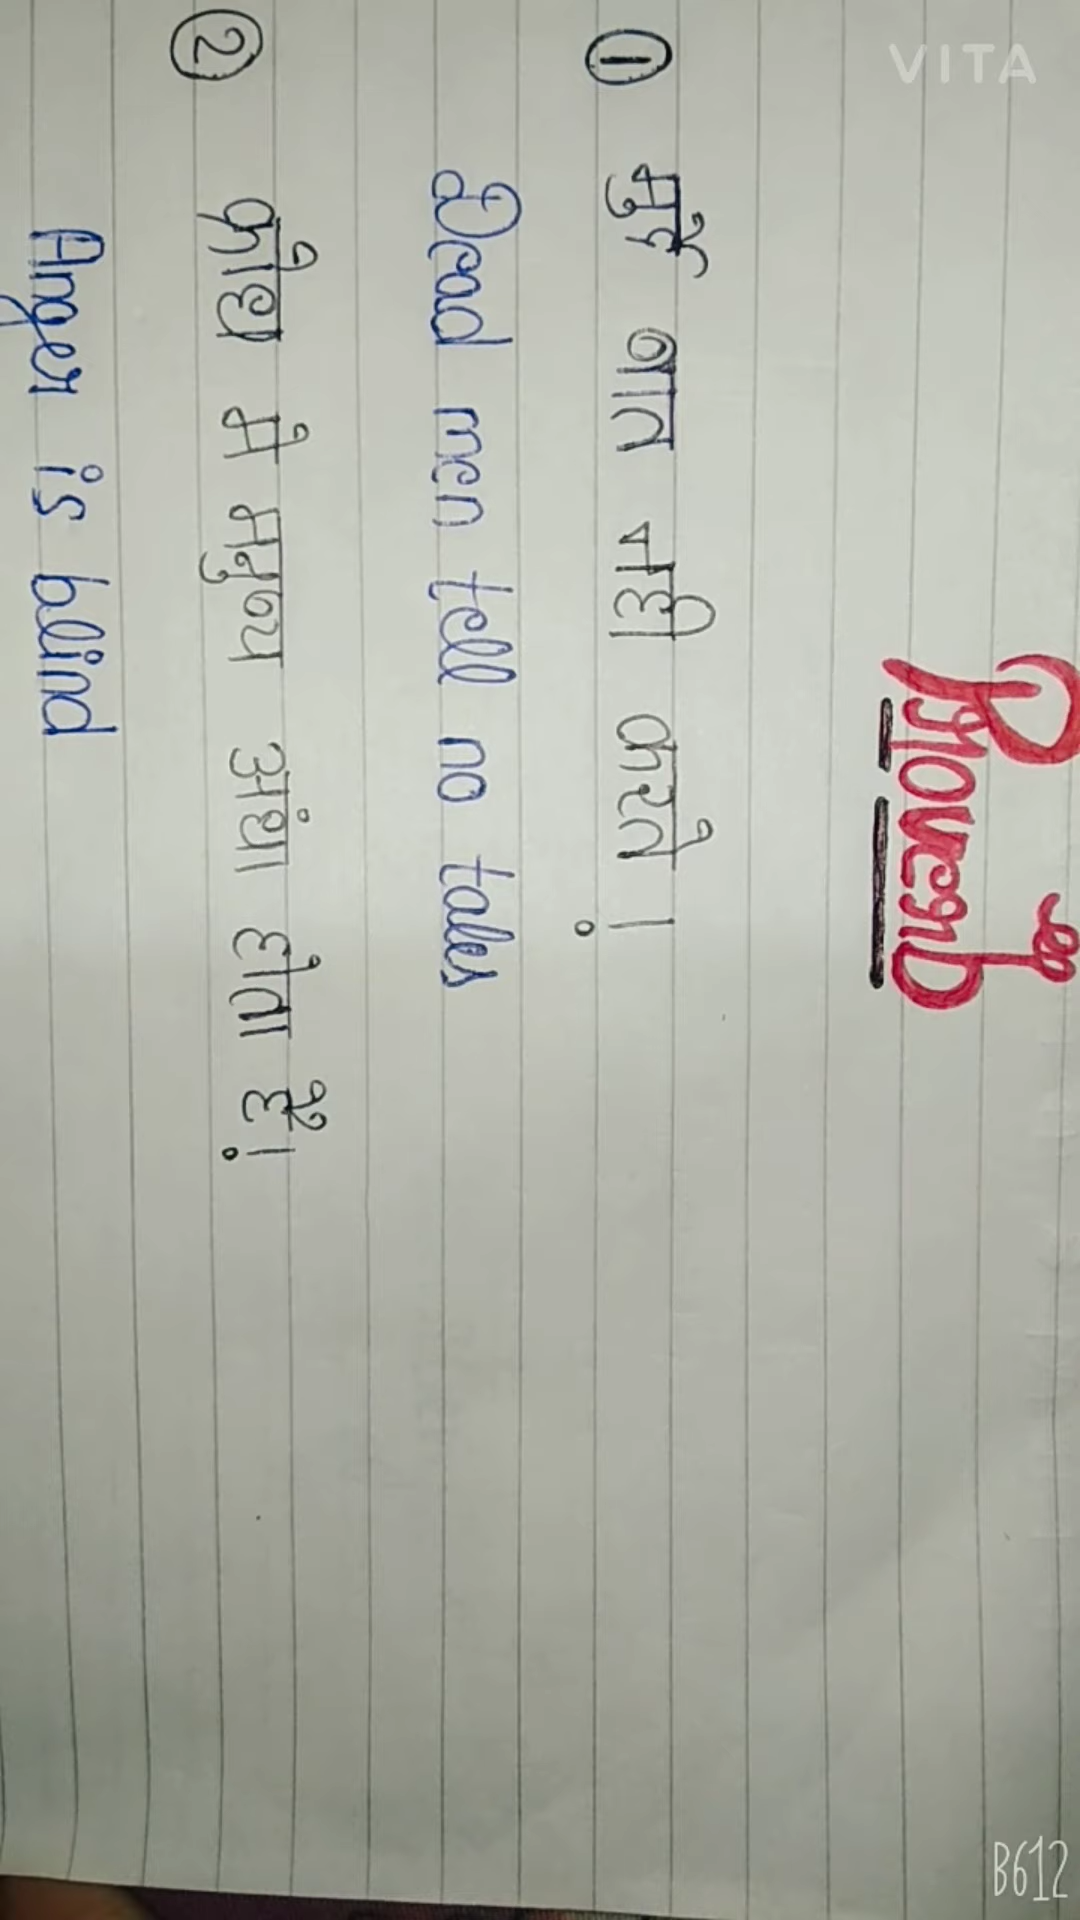 Proverb
① मुर्दे बात नही करते !
Dead men tell no tales
② क्रोध मे मनुष्य अंधा होता है !
Anger is blind
VITA
B612